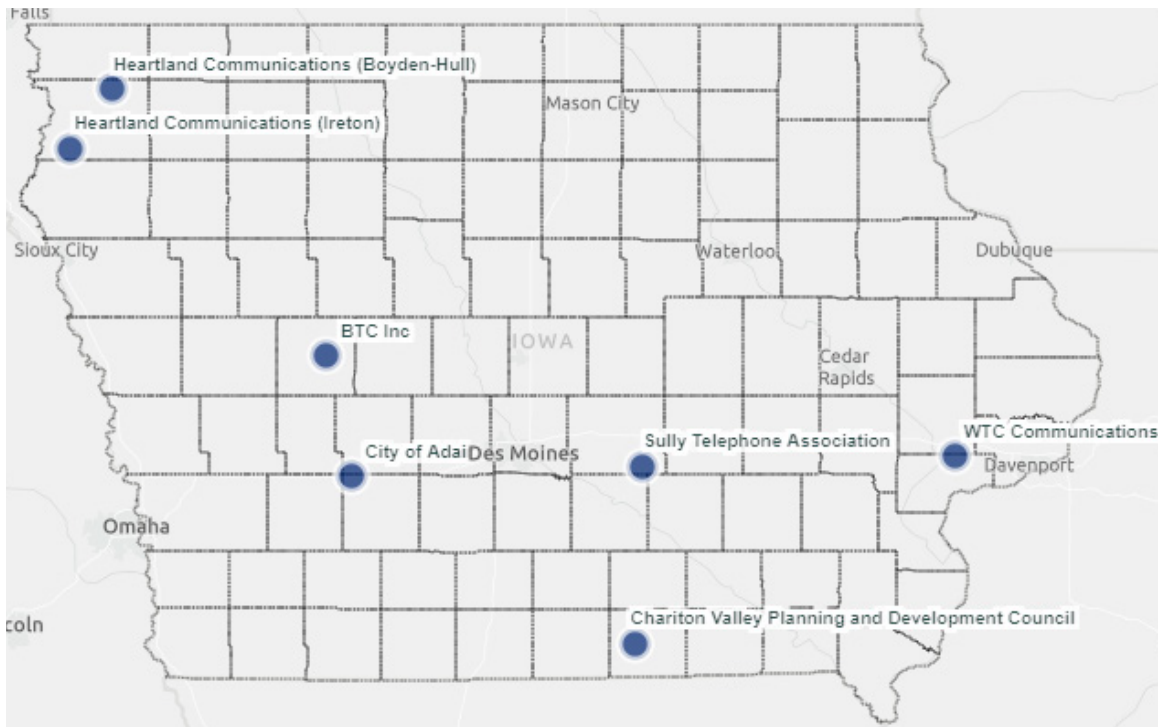 Falls
Heartland Communications (Boyden-Hull)
Mason City
Heartland Communications (Ireton)
Sioux City
Waterloo
Dubuque
BTC Inc
IOWA
Cedar
Rapids
City of Adai
Des Moines
Sully Telephone Association
WTC Communications
Davenport
Omaha
Chariton Valley Planning and Development Council
coln